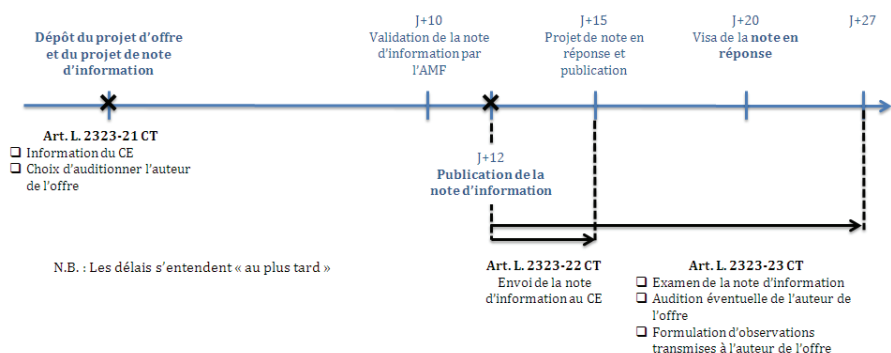 J+10
J+15
J+20
J+27
Dépôt du projet d'offre
et du projet de note
d'information
Validation de la note
d'information par
l'AMF
Projet de note en
réponse et
publication
Visa de la note en
réponse
Art. L. 2323-21 CT
❑ Information du CE
❑ Choix d'auditionner l'auteur
de l'offre
J+12
Publication de la
note d'information
N.B. : Les délais s'entendent « au plus tard »
Art. L. 2323-22 CT
Envoi de la note
d'information au CE
Art. L. 2323-23 CT
❑ Examen de la note d'information
❑ Audition éventuelle de l'auteur de
l'offre
❑ Formulation d'observations
transmises à l'auteur de l'offre